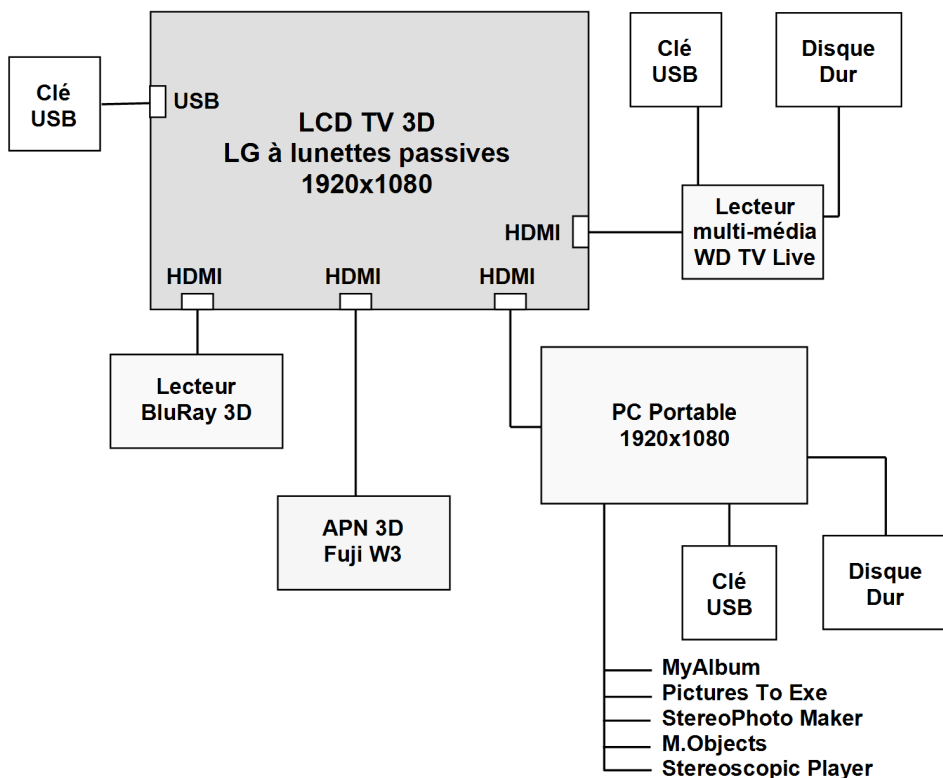 Clé
USB
USB
LCD TV 3D
LG à lunettes passives
1920x1080
HDMI
HDMI
HDMI
HDMI
Clé
USB
Disque
Dur
Lecteur
multi-média
WD TV Live
Lecteur
BluRay 3D
APN 3D
Fuji W3
PC Portable
1920x1080
Clé
USB
Disque
Dur
MyAlbum
Pictures To Exe
StereoPhoto Maker
M.Objects
Stereoscopic Player